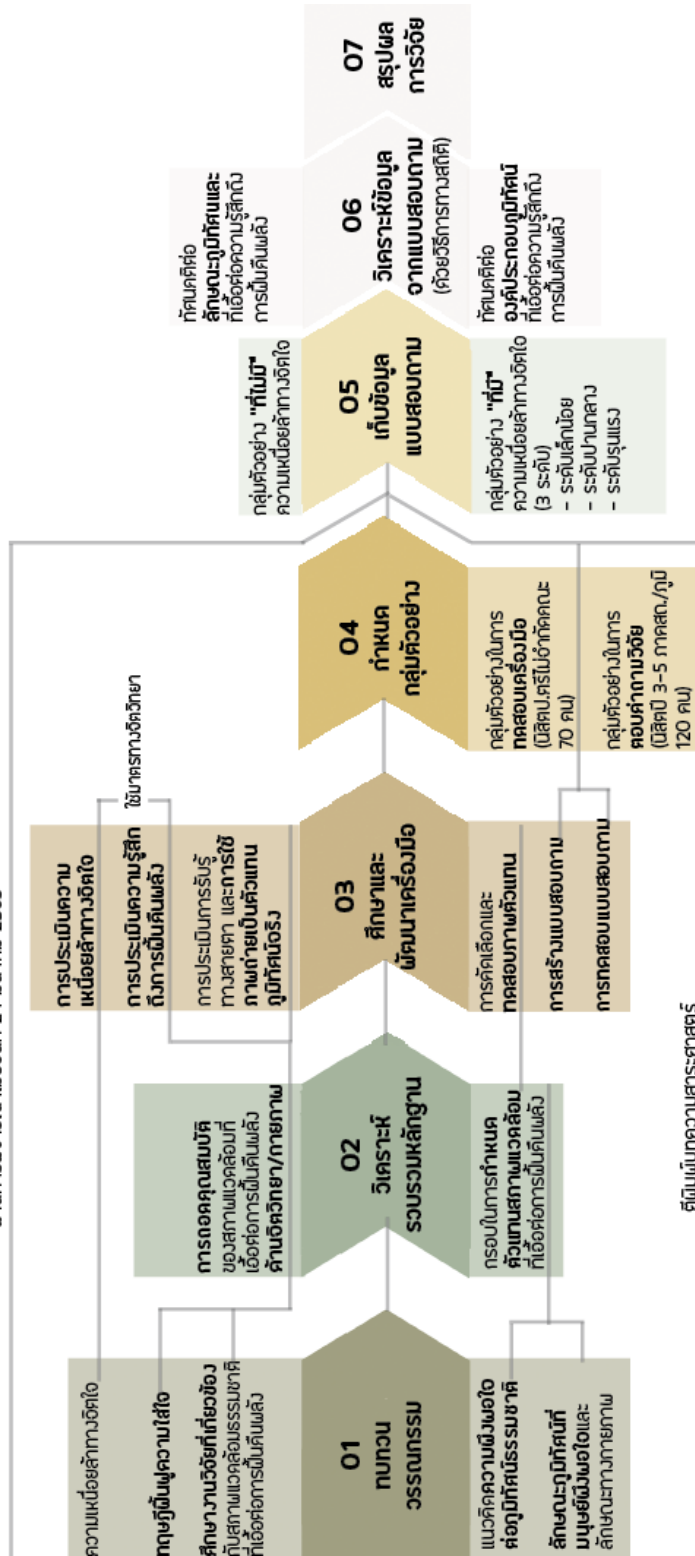 ความเหนื่อยล้าทางจิตใจ
ทฤษฎีฟื้นฟูความใส่ใจ
ศึกษางานวิจัยที่เกี่ยวข้อง
กับสภาพแวดล้อมธรรมชาติ
ที่เอื้อต่อการฟื้นคืนพลัง
01
ทบทวน
วรรณกรรม
แนวคิดความพึงพอใจ
ต่อภูมิทัศน์ธรรมชาติ
ลักษณะภูมิทัศน์ที่
มนุษย์พึงพอใจและ
ลักษณะทางกายภาพ
การถอดคุณสมบัติ
ของสภาพแวดล้อมที่
เอื้อต่อการฟื้นคืนพลัง
ด้านจิตวิทยา/กายภาพ
02
วิเคราะห์
รวบรวมหลักฐาน
กรอบในการกำหนด
ตัวแทนสภาพแวดล้อม
ที่เอื้อต่อการฟื้นคืนพลัง
การประเมินความ
เหนื่อยล้าทางจิตใจ
การประเมินความรู้สึก
ถึงการฟื้นคืนพลัง
การประเมินการรับรู้
ทางสายตา และการใช้
ภาพถ่ายเป็นตัวแทน
ภูมิทัศน์จริง
ใช้มาตรทางจิตวิทยา
03
ศึกษาและ
พัฒนาเครื่องมือ
การคัดเลือกและ
ทดสอบภาพตัวแทน
การสร้างแบบสอบถาม
การทดสอบแบบสอบถาม
04
กำหนด
กลุ่มตัวอย่าง
กลุ่มตัวอย่างในการ
ทดสอบเครื่องมือ
(นิสิตป.ตรีไม่จำกัดคณะ
70 คน)
กลุ่มตัวอย่างในการ
ตอบคำถามวิจัย
(นิสิตปี 3-5 ภาคสถ./ภูมิ
120 คน)
กลุ่มตัวอย่าง "ที่ไม่มี"
ความเหนื่อยล้าทางจิตใจ
05
เก็บข้อมูล
แบบสอบถาม
กลุ่มตัวอย่าง "ที่มี"
ความเหนื่อยล้าทางจิตใจ
(3 ระดับ)
- ระดับเล็กน้อย
- ระดับปานกลาง
- ระดับรุนแรง
ทัศนคติต่อ
ลักษณะภูมิทัศน์และ
ที่เอื้อต่อความรู้สึกถึง
การฟื้นคืนพลัง
06
วิเคราะห์ข้อมูล
จากแบบสอบถาม
(ด้วยวิธีการทางสถิติ)
ทัศนคติต่อ
องค์ประกอบภูมิทัศน์
ที่เอื้อต่อความรู้สึกถึง
การฟื้นคืนพลัง
07
สรุปผล
การวิจัย
ตีพิมพ์บทความสาระศาสตร์